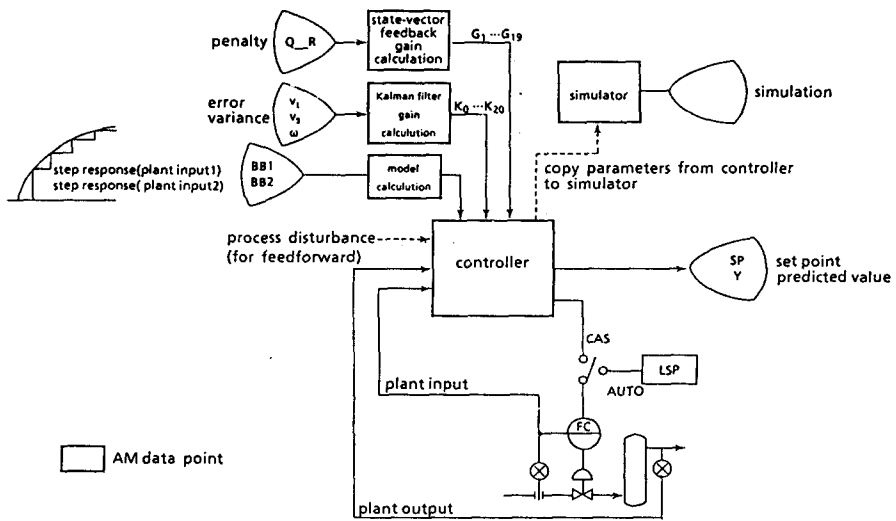 penalty
Q__R
state-vector
feedback
gain
calculation
G1 ··· G19
error
variance
v1
v3
ω
Kalman filter
gain
calculution
K0 ··· K20
simulator
simulation
step response(plant input1)
step response( plant input2)
BB1
BB2
model
calculution
copy parameters from controller
to simulator
process disturbance
(for feedforward)
controller
SP
Y
set point
predicted value
CAS
LSP
AUTO
plant input
FC
AM data point
plant output